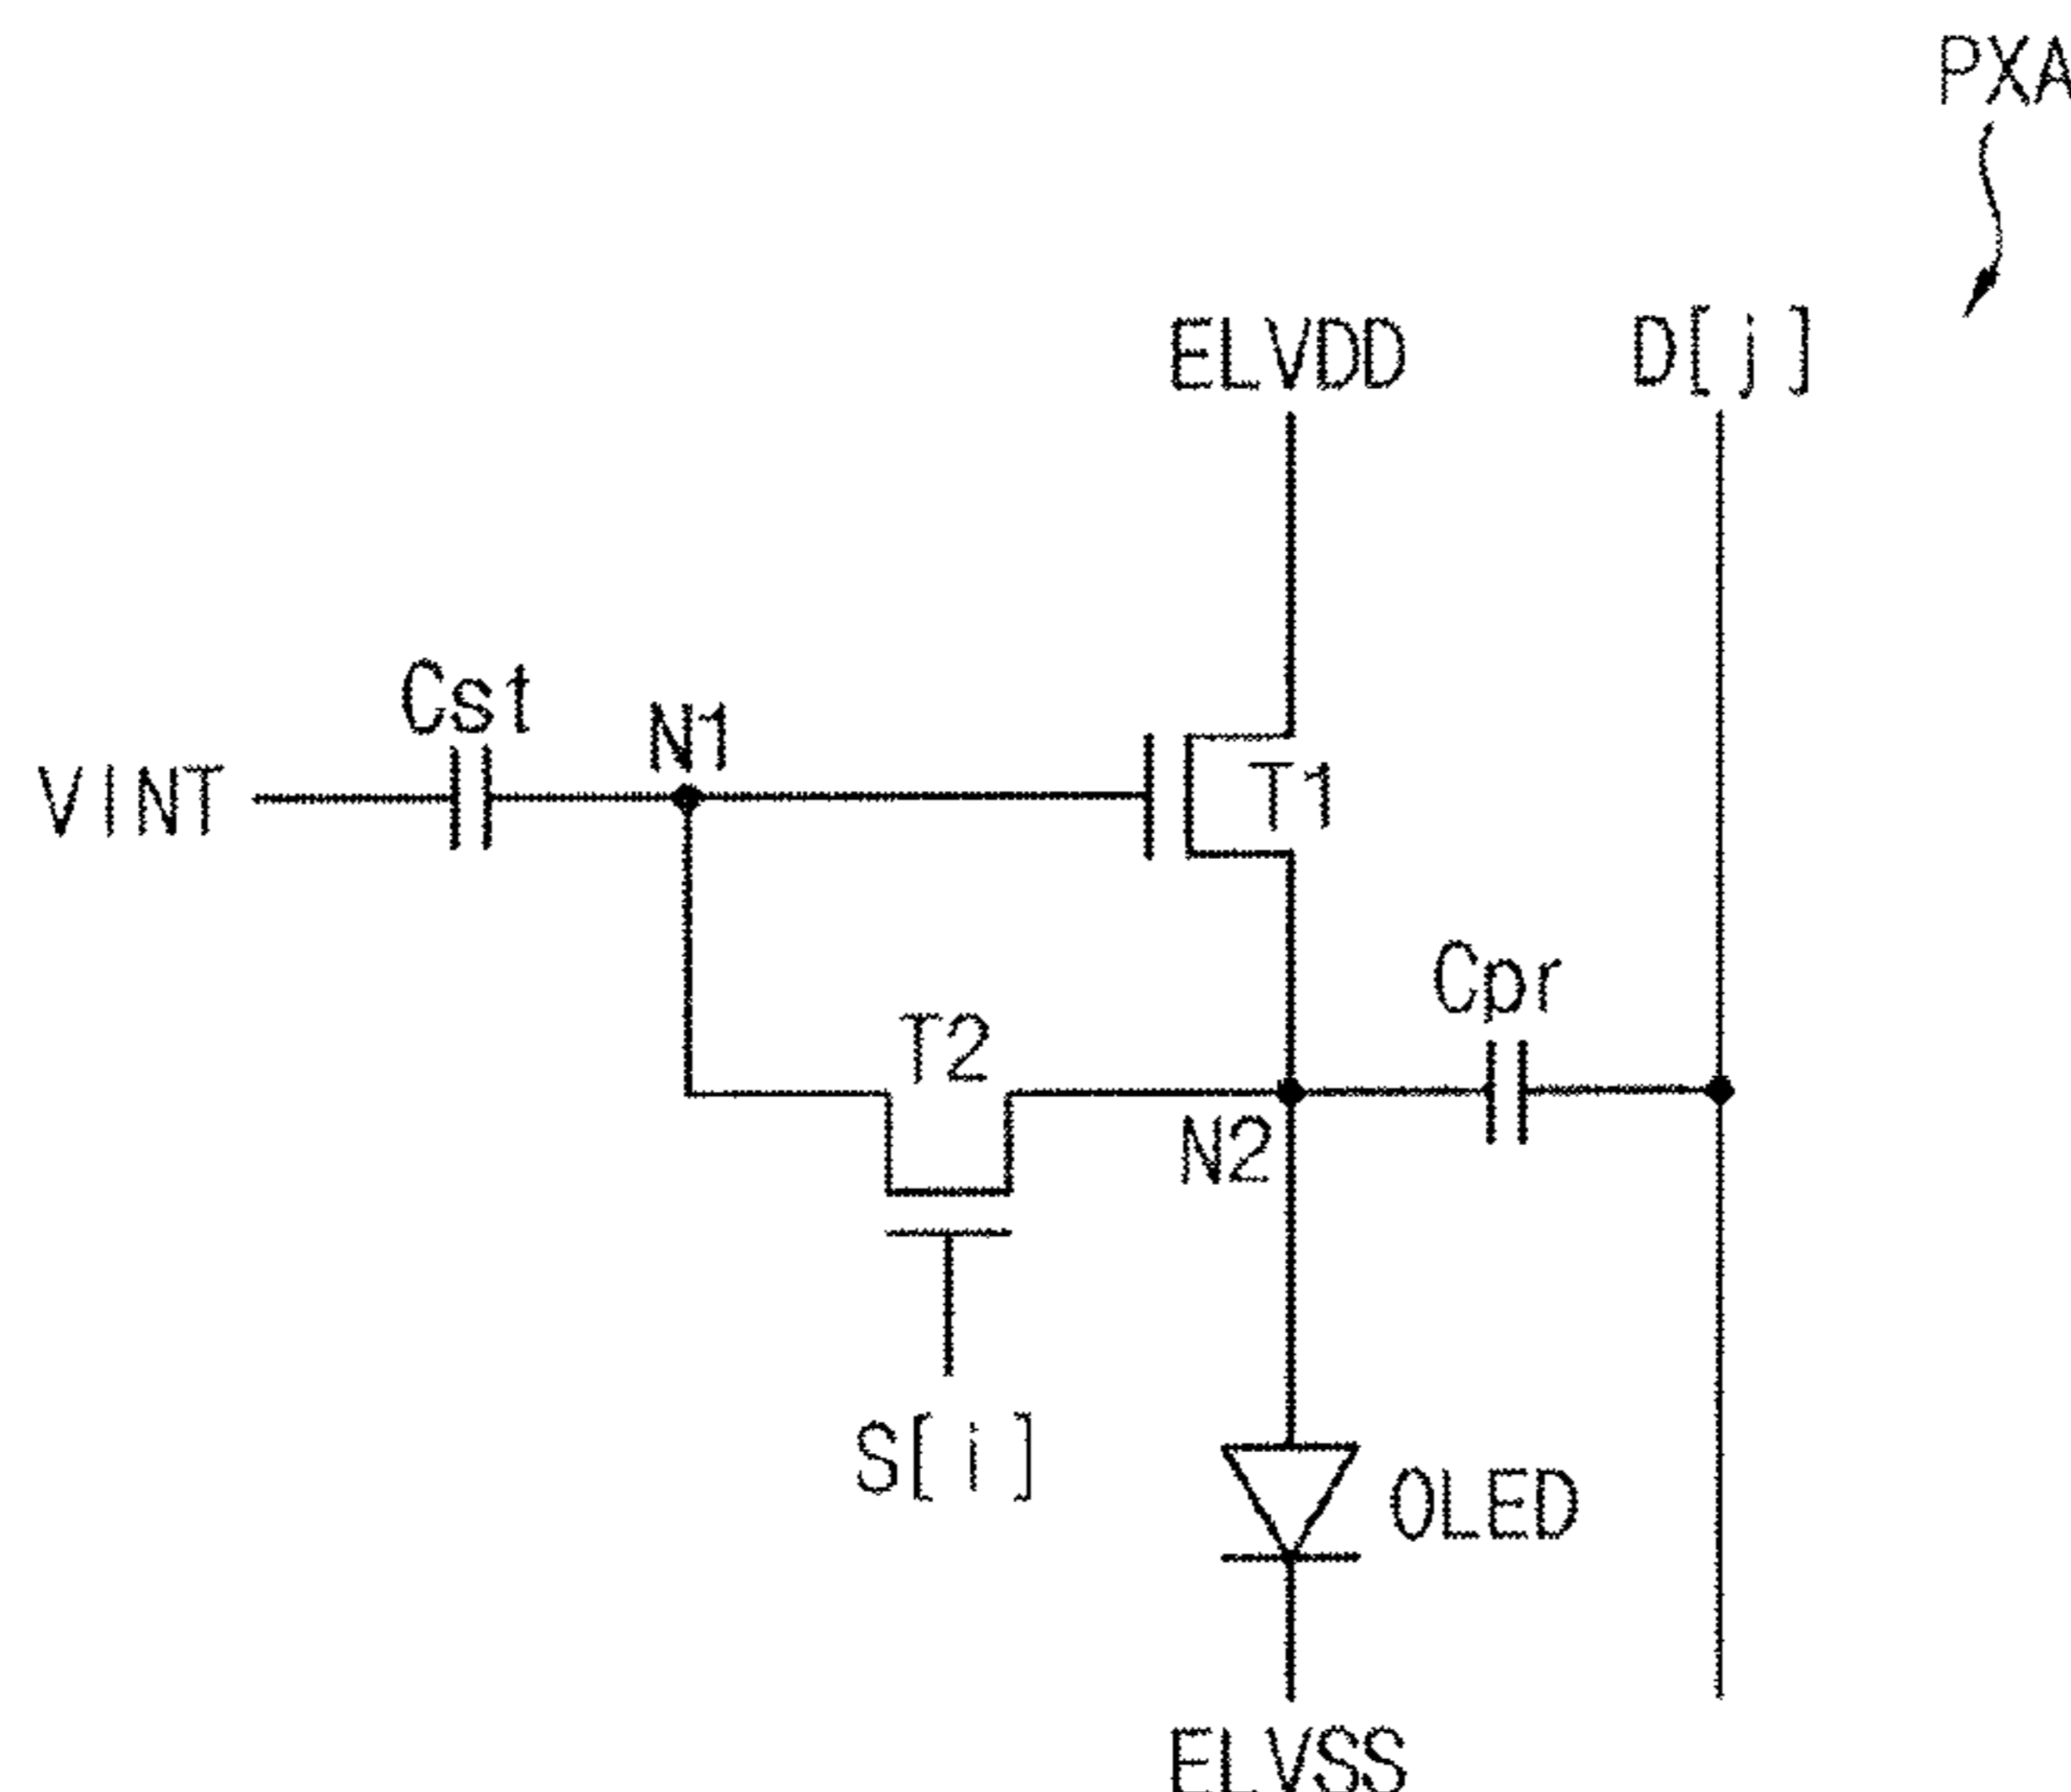 PXA
ELVDD
D[j]
Cst
N1
VINT
T1
Cpr
T2
N2
S[i]
OLED
ELVSS